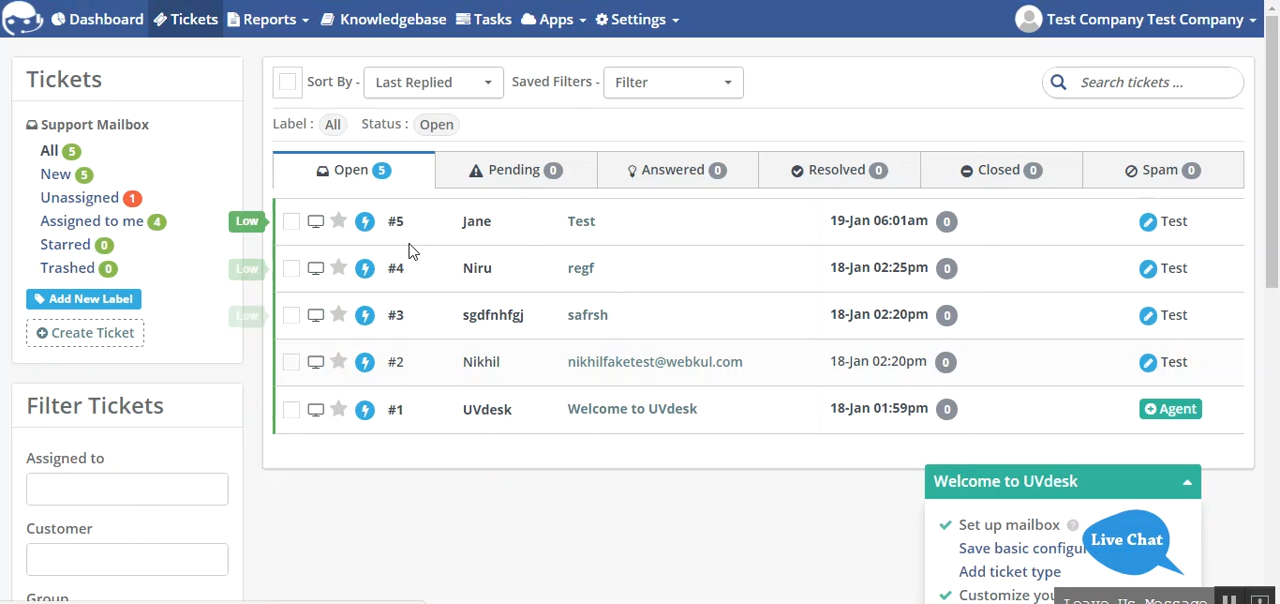 Dashboard Tickets Reports Knowledgebase Tasks Apps Settings Test Company Test Company
Tickets
Support Mailbox
All 5
New 5
Unassigned 1
Assigned to me 4
Starred 0
Trashed 0
Add New Label
Create Ticket
Filter Tickets
Assigned to
Customer
Group
Sort By - Last Replied Saved Filters - Filter Search tickets ...
Label : All Status : Open
Open 5 Pending 0 Answered 0 Resolved 0 Closed 0 Spam 0
Low #5 Jane Test 19-Jan 06:01am 0 Test
Low #4 Niru regf 18-Jan 02:25pm 0 Test
Low #3 sgdfnhfgj safrsh 18-Jan 02:20pm 0 Test
#2 Nikhil nikhilfaketest@webkul.com 18-Jan 02:20pm 0 Test
#1 UVdesk Welcome to UVdesk 18-Jan 01:59pm 0 Agent
Welcome to UVdesk
Set up mailbox ?
Save basic configu
Add ticket type
Customize you
Live Chat
Leave Us Message